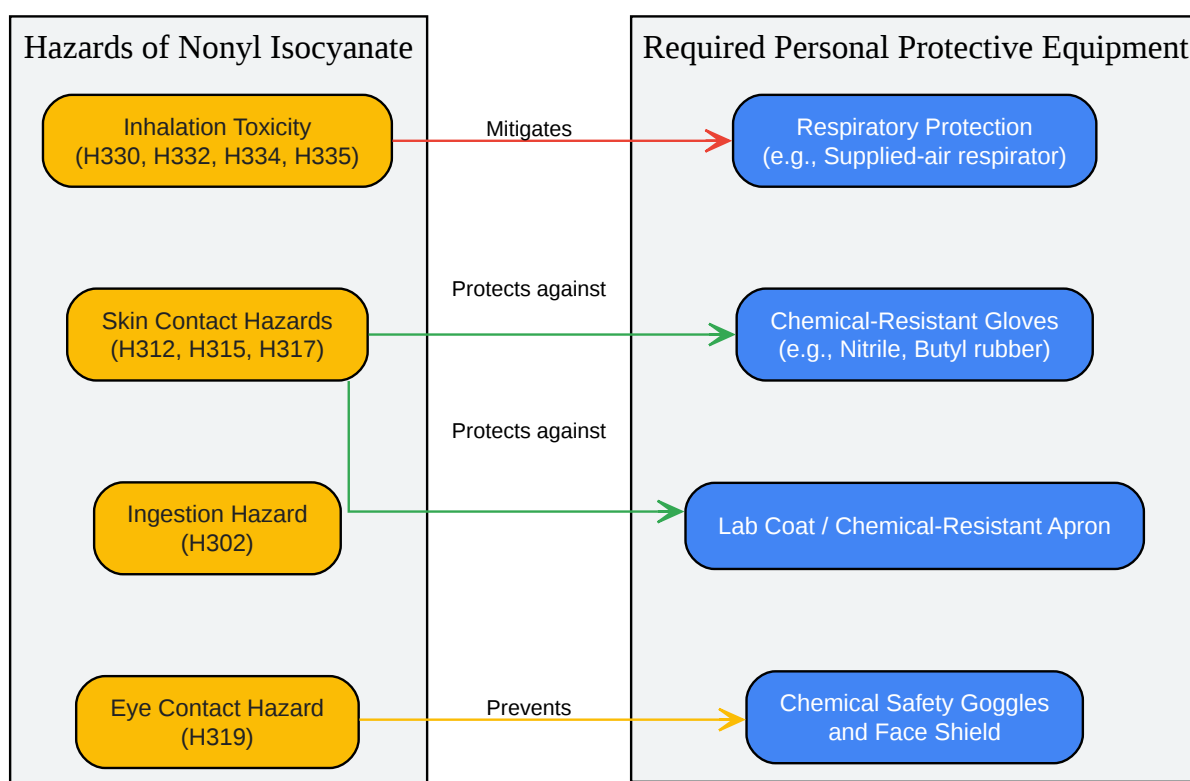 Hazards of Nonyl Isocyanate
Required Personal Protective Equipment
Inhalation Toxicity
(H330, H332, H334, H335)
Mitigates
Respiratory Protection
(e.g., Supplied-air respirator)
Protects against
Skin Contact Hazards
(H312, H315, H317)
Chemical-Resistant Gloves
(e.g., Nitrile, Butyl rubber)
Protects against
Ingestion Hazard
(H302)
Lab Coat / Chemical-Resistant Apron
Eye Contact Hazard
(H319)
Prevents
Chemical Safety Goggles
and Face Shield